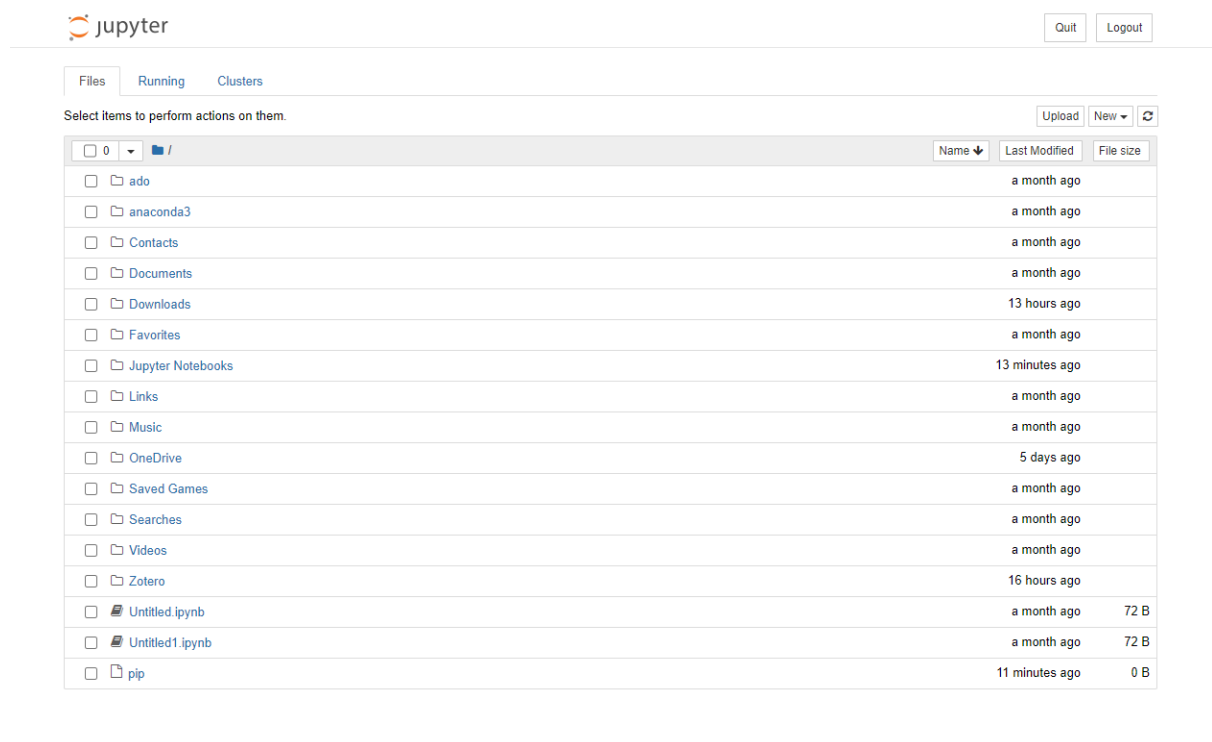 jupyter Quit Logout
Files Running Clusters
Select items to perform actions on them. Upload New
0 / Name Last Modified File size
ado a month ago
anaconda3 a month ago
Contacts a month ago
Documents a month ago
Downloads 13 hours ago
Favorites a month ago
Jupyter Notebooks 13 minutes ago
Links a month ago
Music a month ago
OneDrive 5 days ago
Saved Games a month ago
Searches a month ago
Videos a month ago
Zotero 16 hours ago
Untitled.ipynb a month ago 72 B
Untitled1.ipynb a month ago 72 B
pip 11 minutes ago 0 B